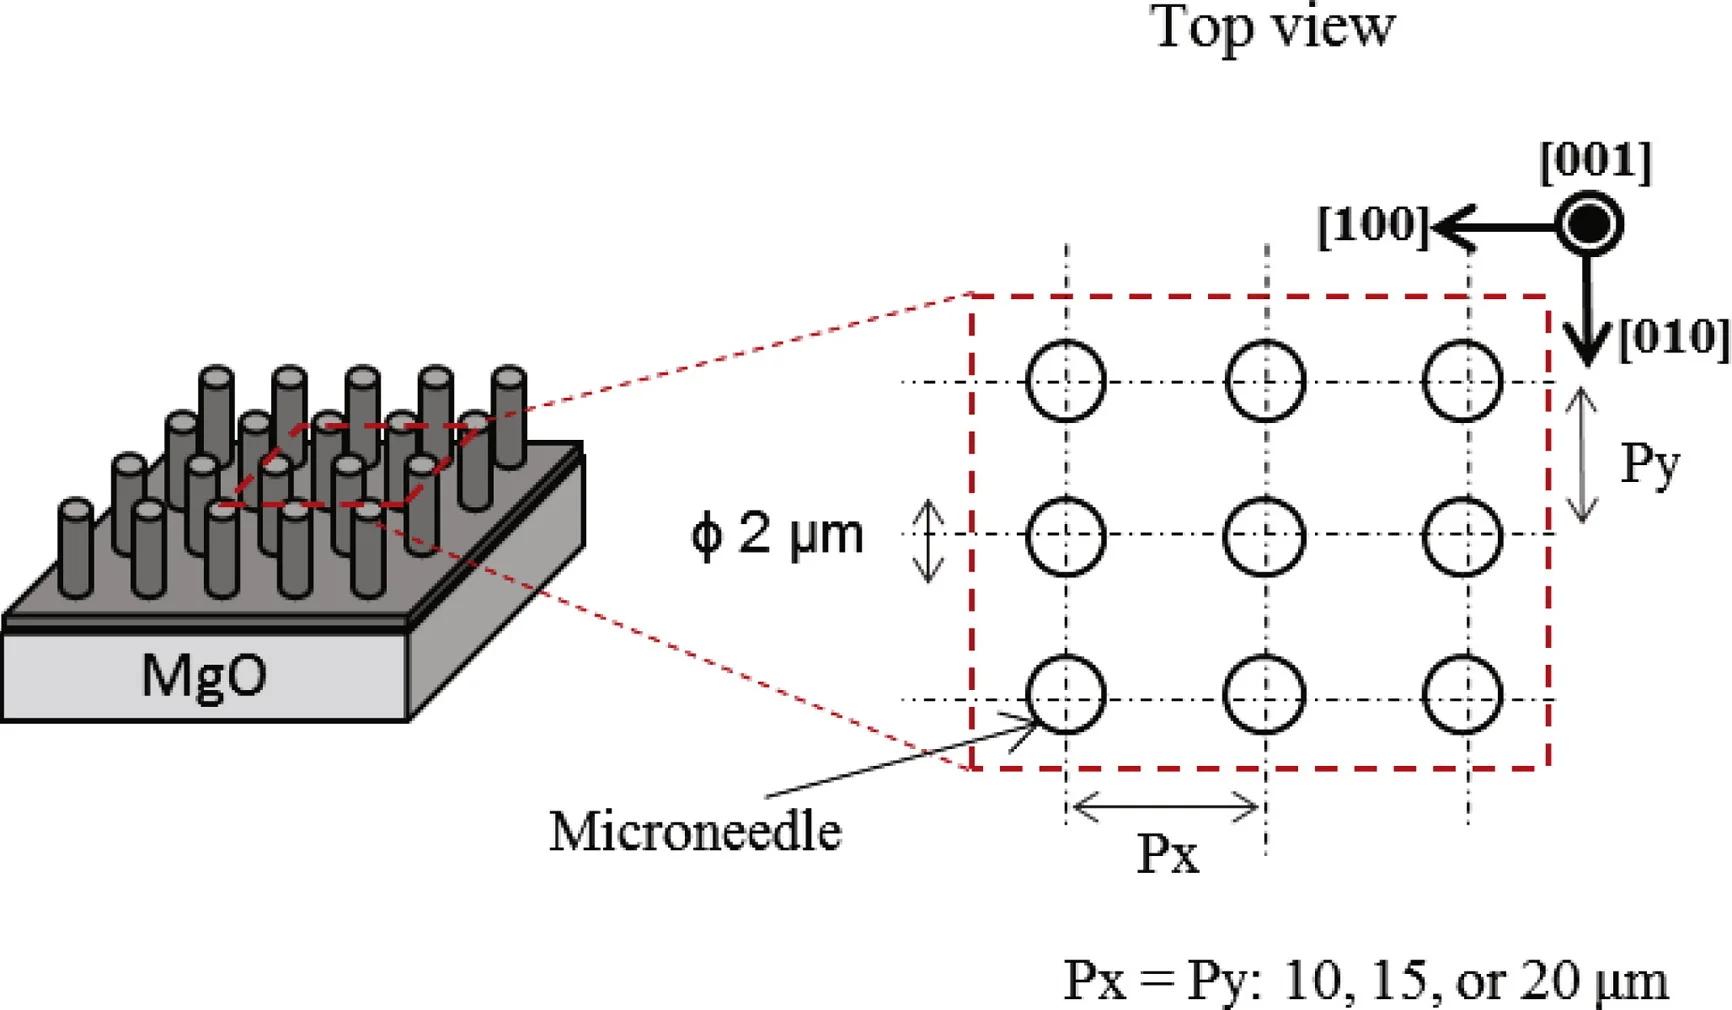 Top view
[001]
[100]
[010]
Py
ϕ 2 μm
MgO
Microneedle
Px
Px = Py: 10, 15, or 20 μm